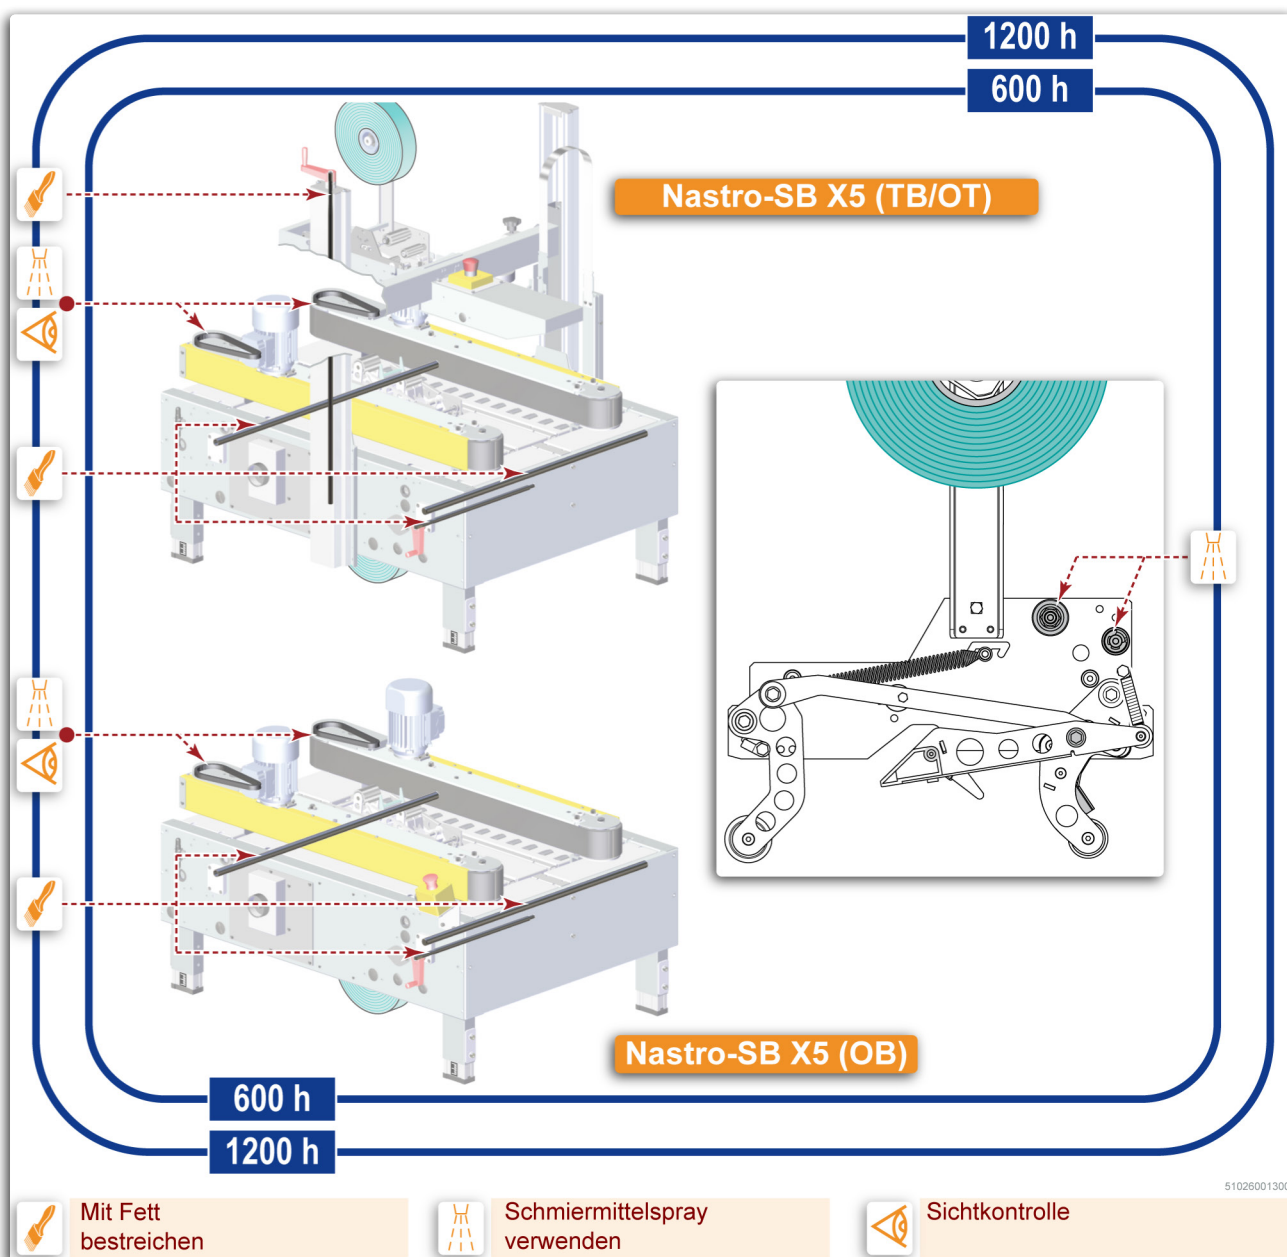 1200 h
600 h
Nastro-SB X5 (TB/OT)
Nastro-SB X5 (OB)
600 h
1200 h
51026001300
Mit Fett
bestreichen
Schmiermittelspray
verwenden
Sichtkontrolle